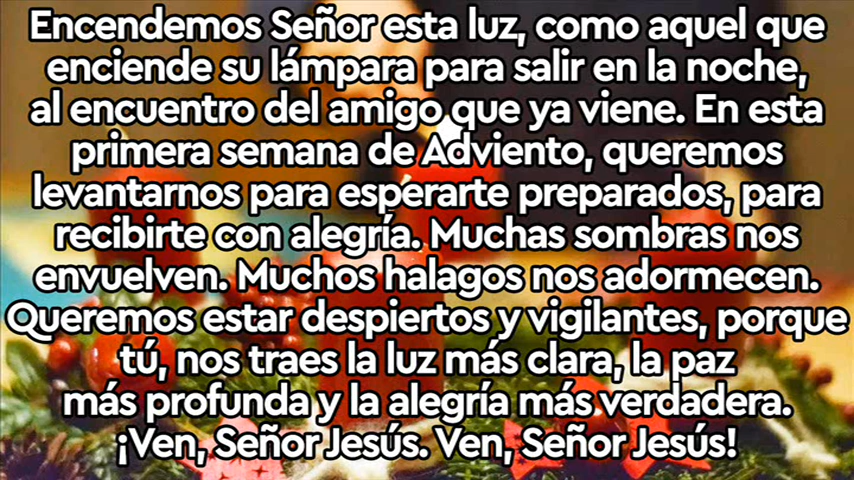 Encendemos Señor esta luz, como aquel que
enciende su lámpara para salir en la noche,
al encuentro del amigo que ya viene. En esta
primera semana de Adviento, queremos
levantarnos para esperarte preparados, para
recibirte con alegría. Muchas sombras nos
envuelven. Muchos halagos nos adormecen.
Queremos estar despiertos y vigilantes, porque
tú, nos traes la luz más clara, la paz
más profunda y la alegría más verdadera.
¡Ven, Señor Jesús. Ven, Señor Jesús!